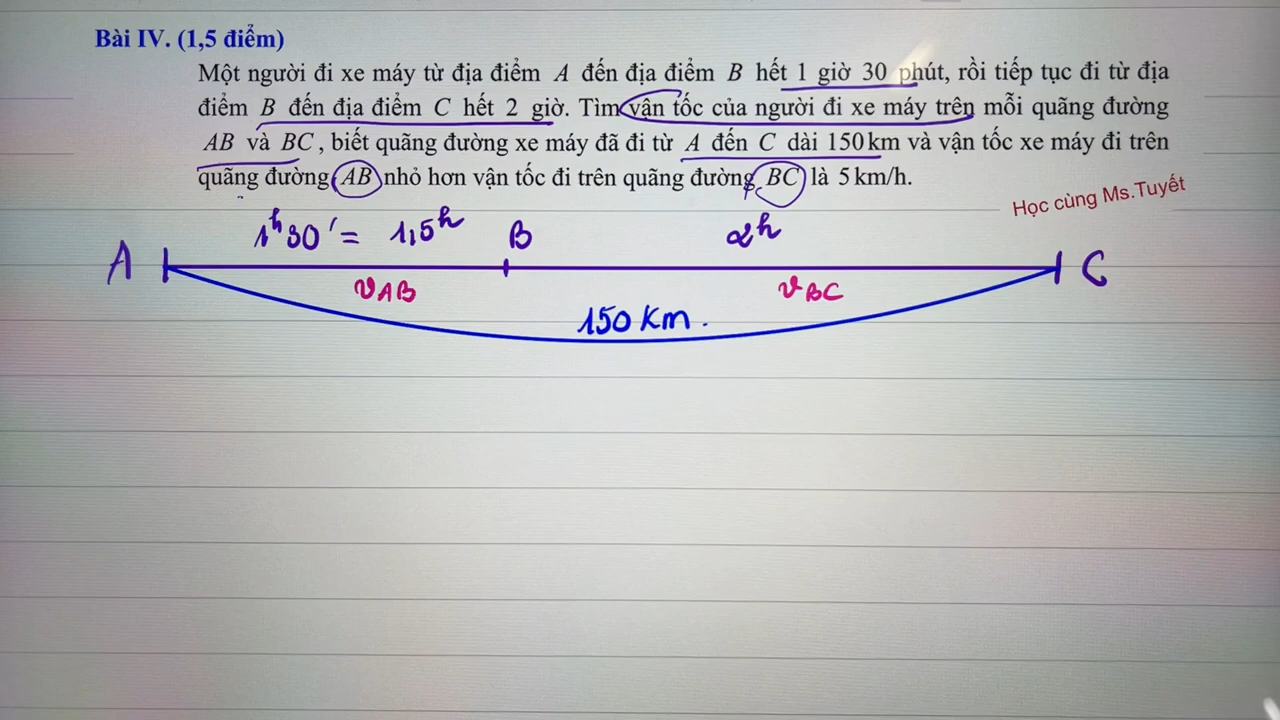 Bài IV. (1,5 điểm)
Một người đi xe máy từ địa điểm A đến địa điểm B hết 1 giờ 30 phút, rồi tiếp tục đi từ địa
điểm B đến địa điểm C hết 2 giờ. Tìm vận tốc của người đi xe máy trên mỗi quãng đường
AB và BC, biết quãng đường xe máy đã đi từ A đến C dài 150km và vận tốc xe máy đi trên
quãng đường AB nhỏ hơn vận tốc đi trên quãng đường BC là 5km/h.
Học cùng Ms.Tuyết
1h30' = 1,5h B 2h
A C
vAB vBC
150 Km.